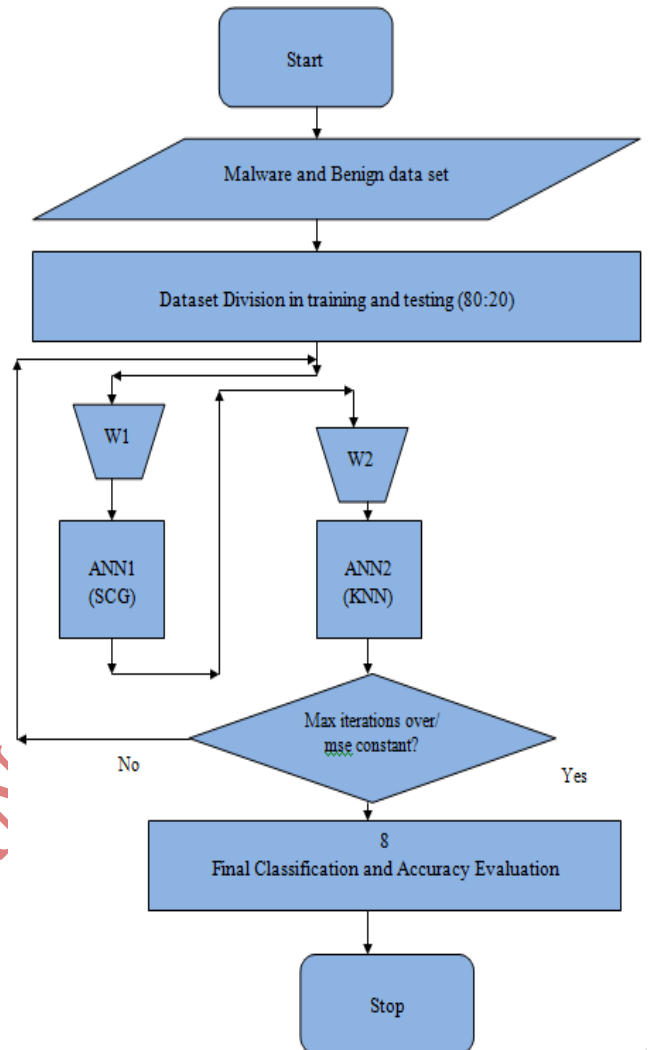 Start
Malware and Benign data set
Dataset Division in training and testing (80:20)
W1
W2
ANN1
(SCG)
ANN2
(KNN)
Max iterations over/
mse constant?
No
Yes
8
Final Classification and Accuracy Evaluation
Stop